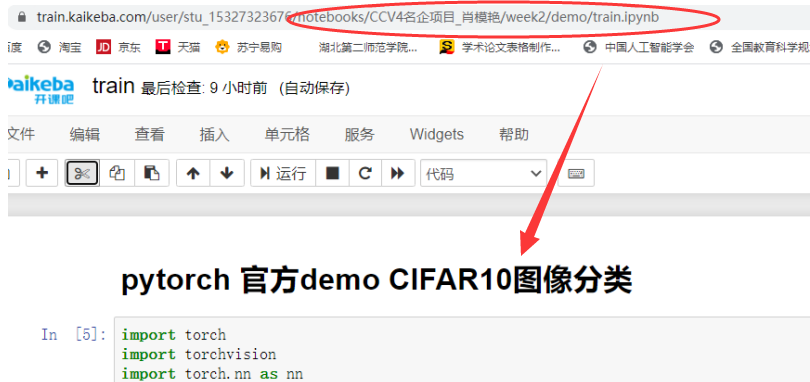 train.kaikeba.com/user/stu_15327323676/notebooks/CCV4名企项目_肖模艳/week2/demo/train.ipynb
百度 淘宝 JD 京东 T 天猫 苏宁易购 湖北第二师范学院... S 学术论文表格制作... 中国人工智能学会 全国教育科学规
aikeba 开课吧 train 最后检查: 9 小时前 (自动保存)
文件 编辑 查看 插入 单元格 服务 Widgets 帮助
运行 代码
pytorch 官方demo CIFAR10图像分类
In [5]: import torch
import torchvision
import torch.nn as nn